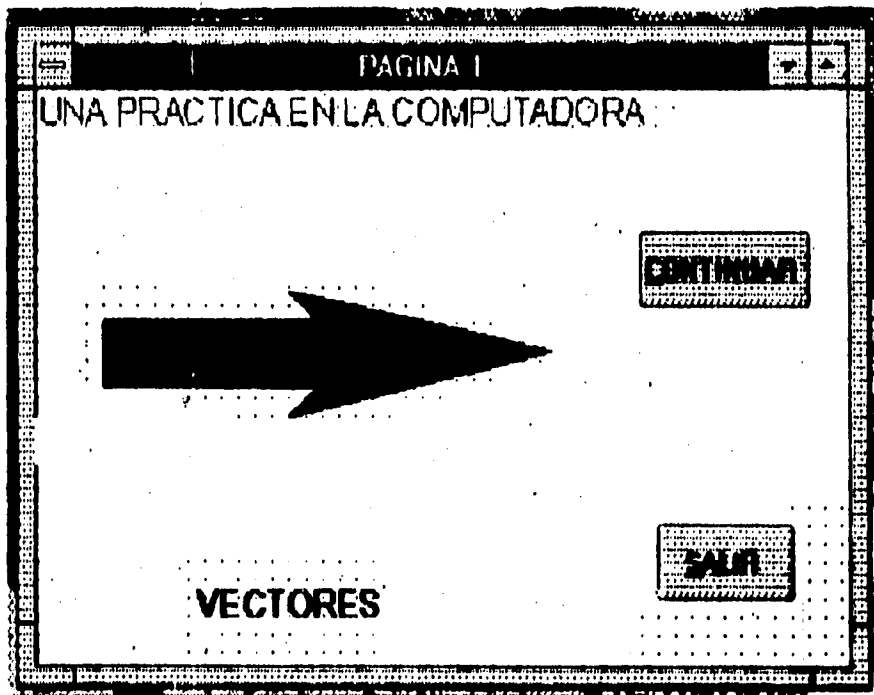 PAGINA 1
UNA PRACTICA EN LA COMPUTADORA
CONTINUAR
SALIR
VECTORES